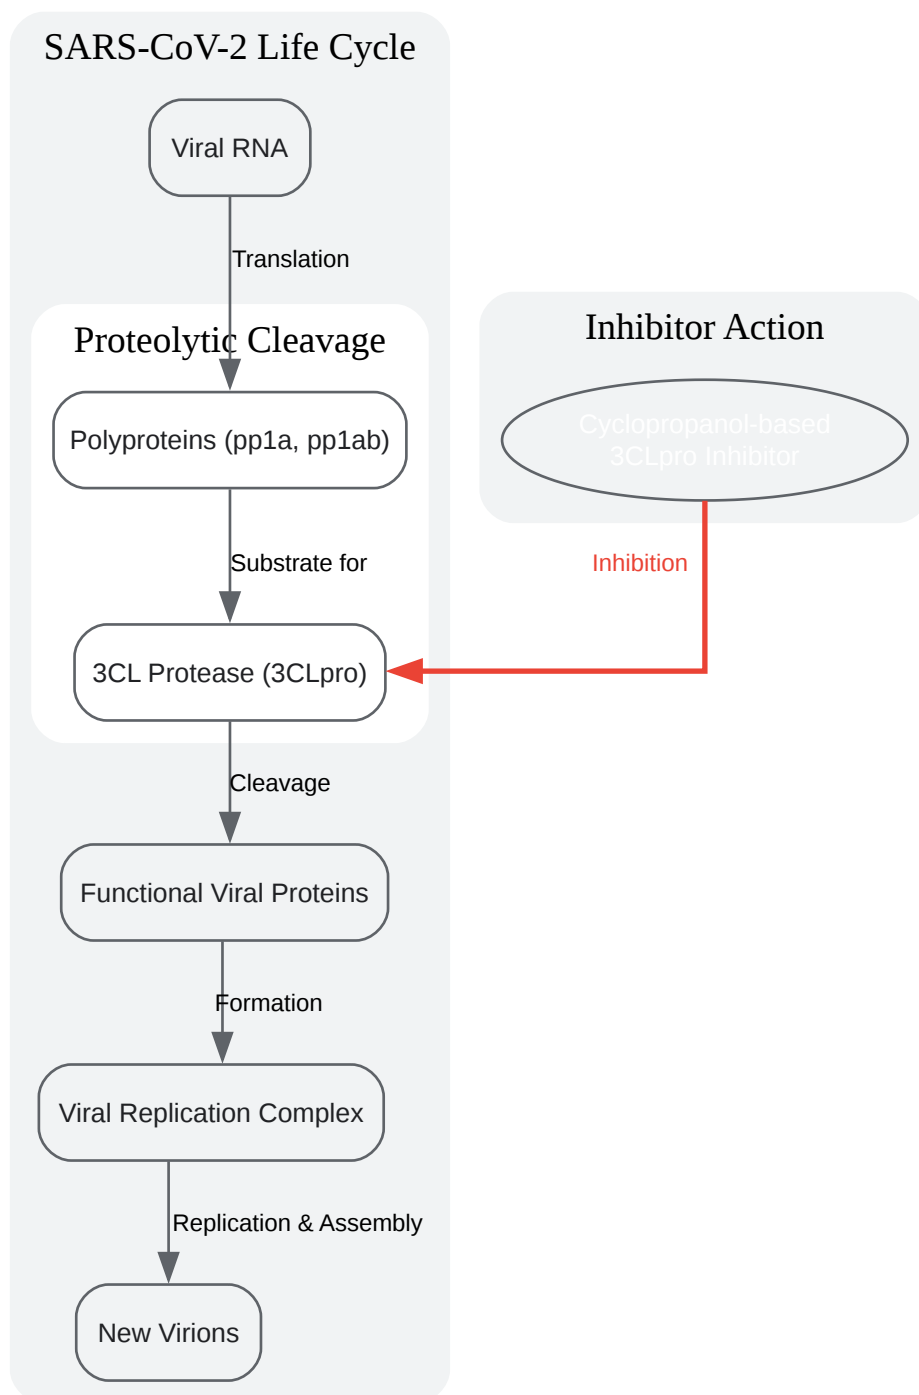 SARS-CoV-2 Life Cycle
Viral RNA
Translation
Proteolytic Cleavage
Polyproteins (pp1a, pp1ab)
Substrate for
3CL Protease (3CLpro)
Cleavage
Functional Viral Proteins
Formation
Viral Replication Complex
Replication & Assembly
New Virions
Inhibitor Action
Cyclopropanol-based
3CLpro Inhibitor
Inhibition